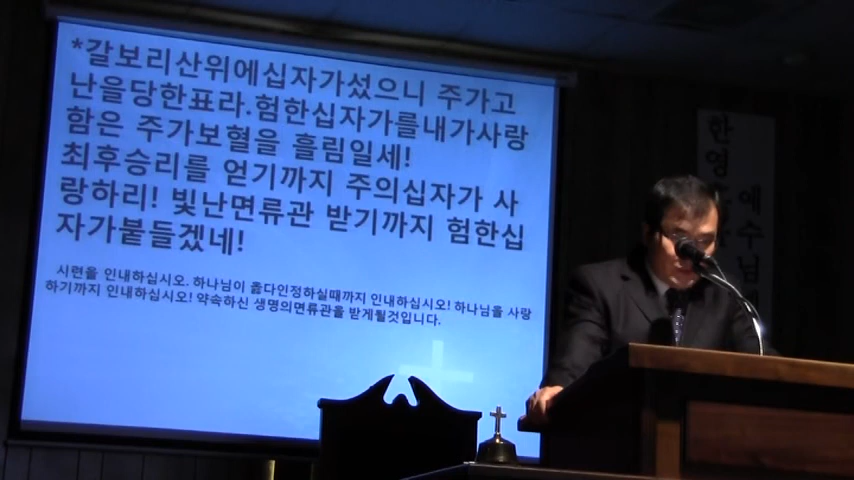 *갈보리산위에십자가섰으니 주가고
난을당한표라.험한십자가를내가사랑
함은 주가보혈을 흘림일세!
최후승리를 얻기까지 주의십자가 사
랑하리! 빛난면류관 받기까지 험한십
자가붙들겠네!
시련을 인내하십시오. 하나님이 옳다인정하실때까지 인내하십시오! 하나님을 사랑
하기까지 인내하십시오! 약속하신 생명의면류관을 받게될것입니다.
한영
예수님